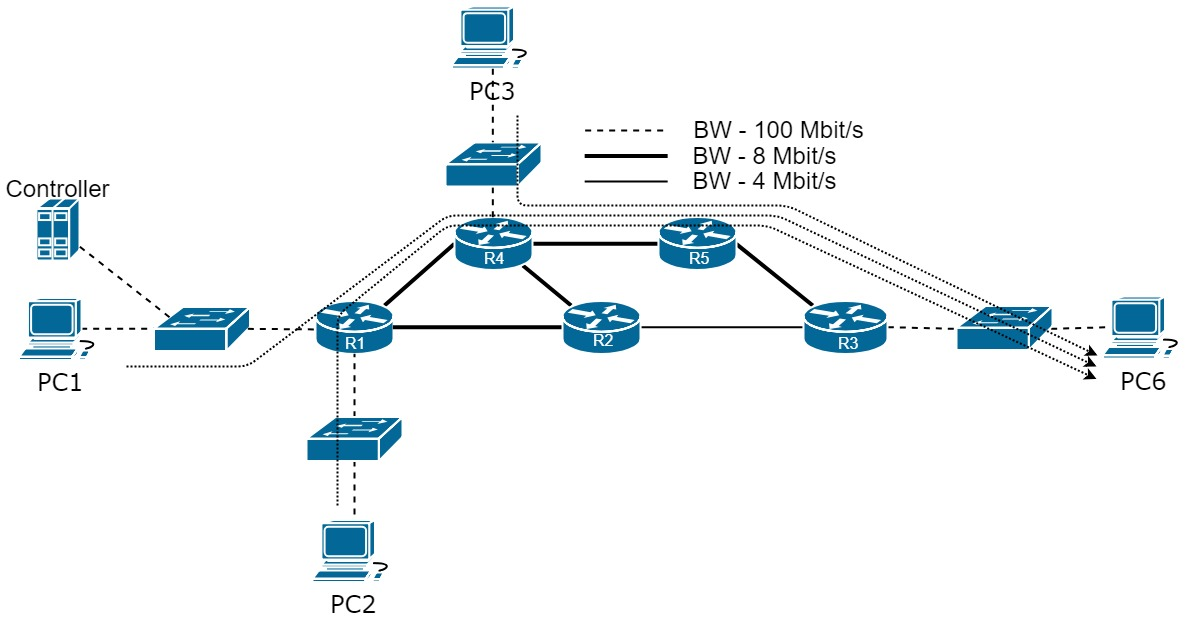 PC3
BW - 100 Mbit/s
BW - 8 Mbit/s
BW - 4 Mbit/s
Controller
R4
R5
R1
R2
R3
PC1
PC6
PC2